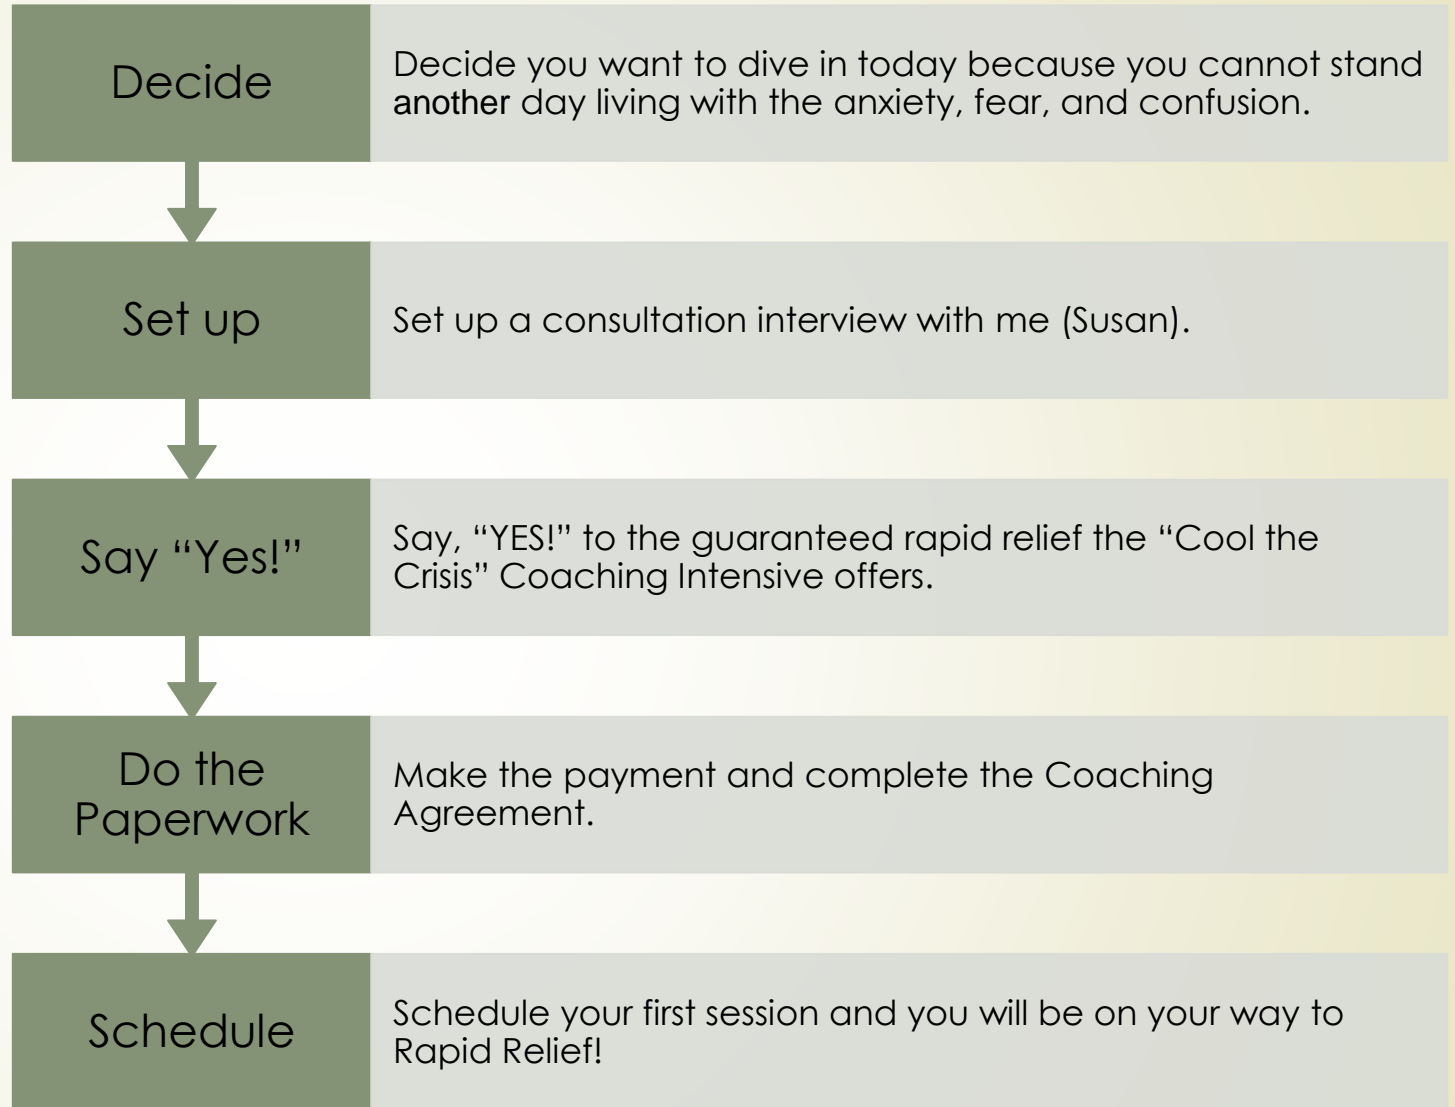 Decide
Decide you want to dive in today because you cannot stand
another day living with the anxiety, fear, and confusion.
Set up
Set up a consultation interview with me (Susan).
Say “Yes!”
Say, “YES!” to the guaranteed rapid relief the “Cool the
Crisis” Coaching Intensive offers.
Do the
Paperwork
Make the payment and complete the Coaching
Agreement.
Schedule
Schedule your first session and you will be on your way to
Rapid Relief!